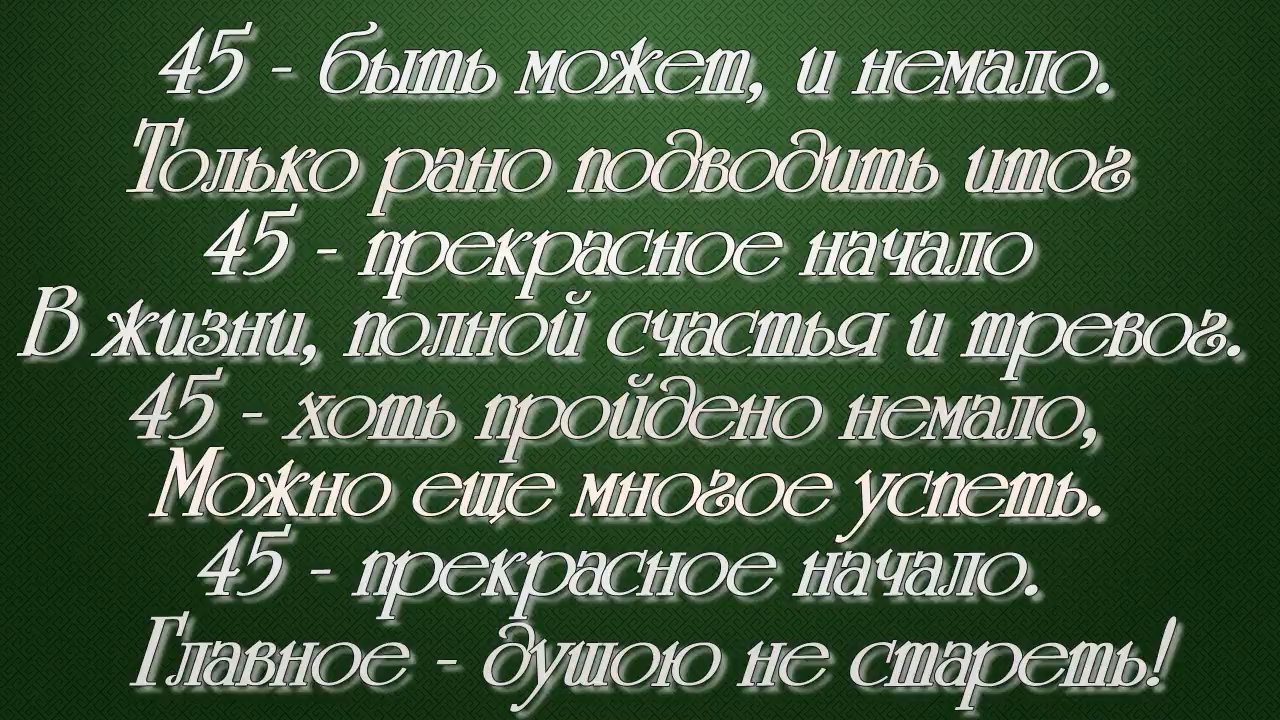 45 - быть может, и немало.
Только рано подводить итог
45 - прекрасное начало
В жизни, полной счастья и тревог.
45 - хоть пройдено немало,
Можно еще многое успеть.
45 - прекрасное начало.
Главное - душою не стареть!